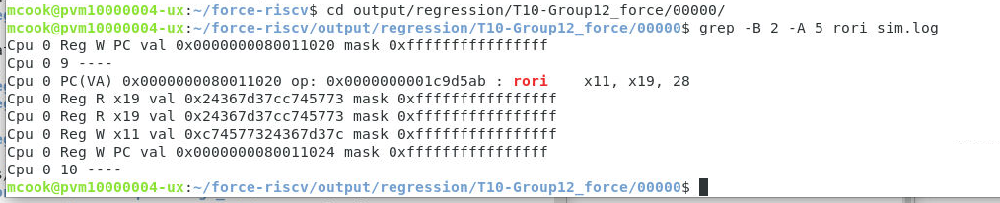 mcook@pvm10000004-ux:~/force-riscv$ cd output/regression/T10-Group12_force/00000/
mcook@pvm10000004-ux:~/force-riscv/output/regression/T10-Group12_force/00000$ grep -B 2 -A 5 rori sim.log
Cpu 0 Reg W PC val 0x0000000080011020 mask 0xffffffffffffffff
Cpu 0 9 ----
Cpu 0 PC(VA) 0x0000000080011020 op: 0x0000000001c9d5ab : rori    x11, x19, 28
Cpu 0 Reg R x19 val 0x24367d37cc745773 mask 0xffffffffffffffff
Cpu 0 Reg R x19 val 0x24367d37cc745773 mask 0xffffffffffffffff
Cpu 0 Reg W x11 val 0xc74577324367d37c mask 0xffffffffffffffff
Cpu 0 Reg W PC val 0x0000000080011024 mask 0xffffffffffffffff
Cpu 0 10 ----
mcook@pvm10000004-ux:~/force-riscv/output/regression/T10-Group12_force/00000$